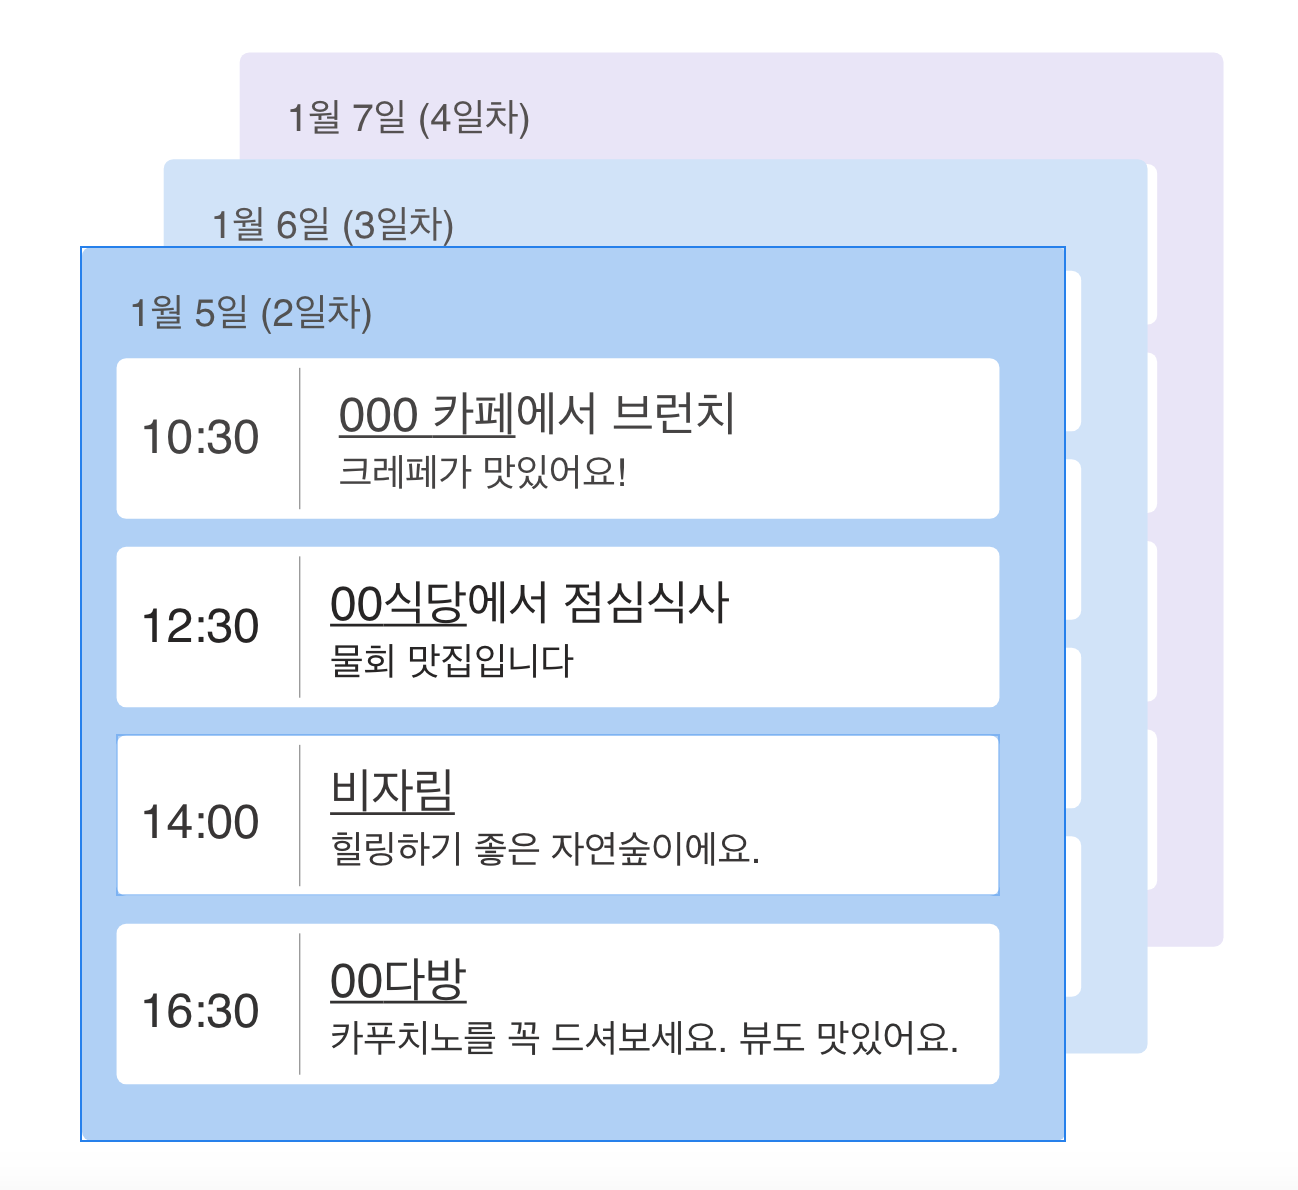 1월 7일 (4일차)
1월 6일 (3일차)
1월 5일 (2일차)
10:30
000 카페에서 브런치
크레페가 맛있어요!
12:30
00식당에서 점심식사
물회 맛집입니다
14:00
비자림
힐링하기 좋은 자연숲이에요.
16:30
00다방
카푸치노를 꼭 드셔보세요. 뷰도 맛있어요.